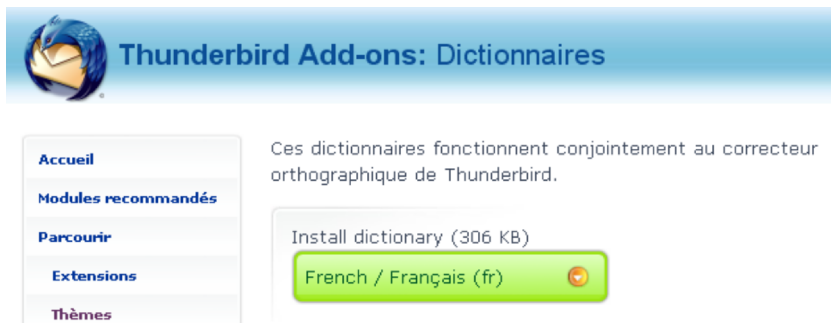 Thunderbird Add-ons: Dictionnaires
Accueil
Modules recommandés
Parcourir
Extensions
Thèmes
Ces dictionnaires fonctionnent conjointement au correcteur
orthographique de Thunderbird.
Install dictionary (306 KB)
French / Français (fr)